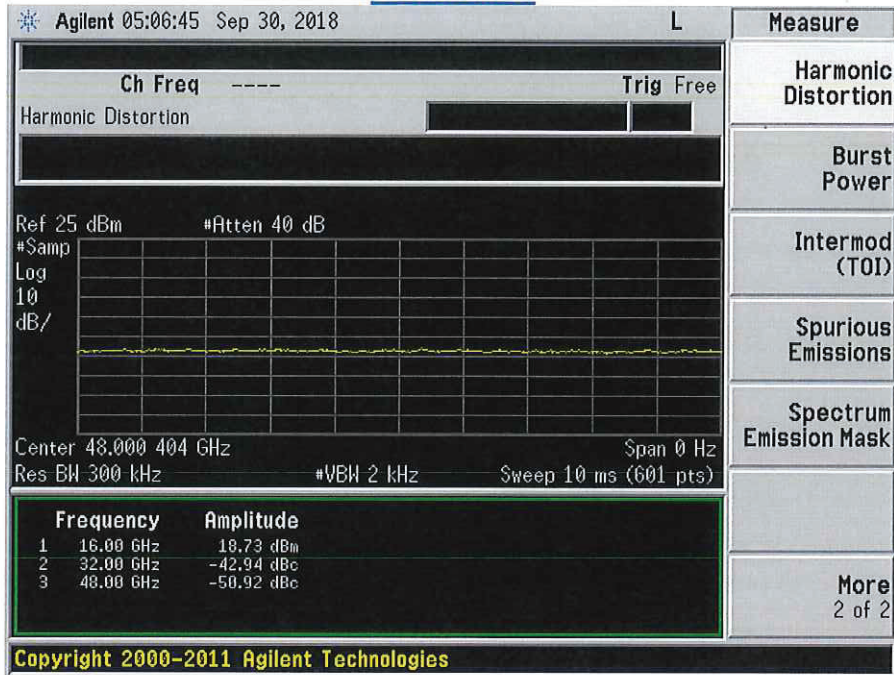 Agilent 05:06:45 Sep 30, 2018 L
Measure
Ch Freq ---- Trig Free
Harmonic Distortion
Ref 25 dBm #Atten 40 dB
#Samp
Log
10
dB/
Center 48.000 404 GHz Span 0 Hz
Res BW 300 kHz #VBW 2 kHz Sweep 10 ms (601 pts)
Frequency Amplitude
1 16.00 GHz 18.73 dBm
2 32.00 GHz -42.94 dBc
3 48.00 GHz -50.92 dBc
Copyright 2000-2011 Agilent Technologies
Harmonic
Distortion
Burst
Power
Intermod
(TOI)
Spurious
Emissions
Spectrum
Emission Mask
More
2 of 2